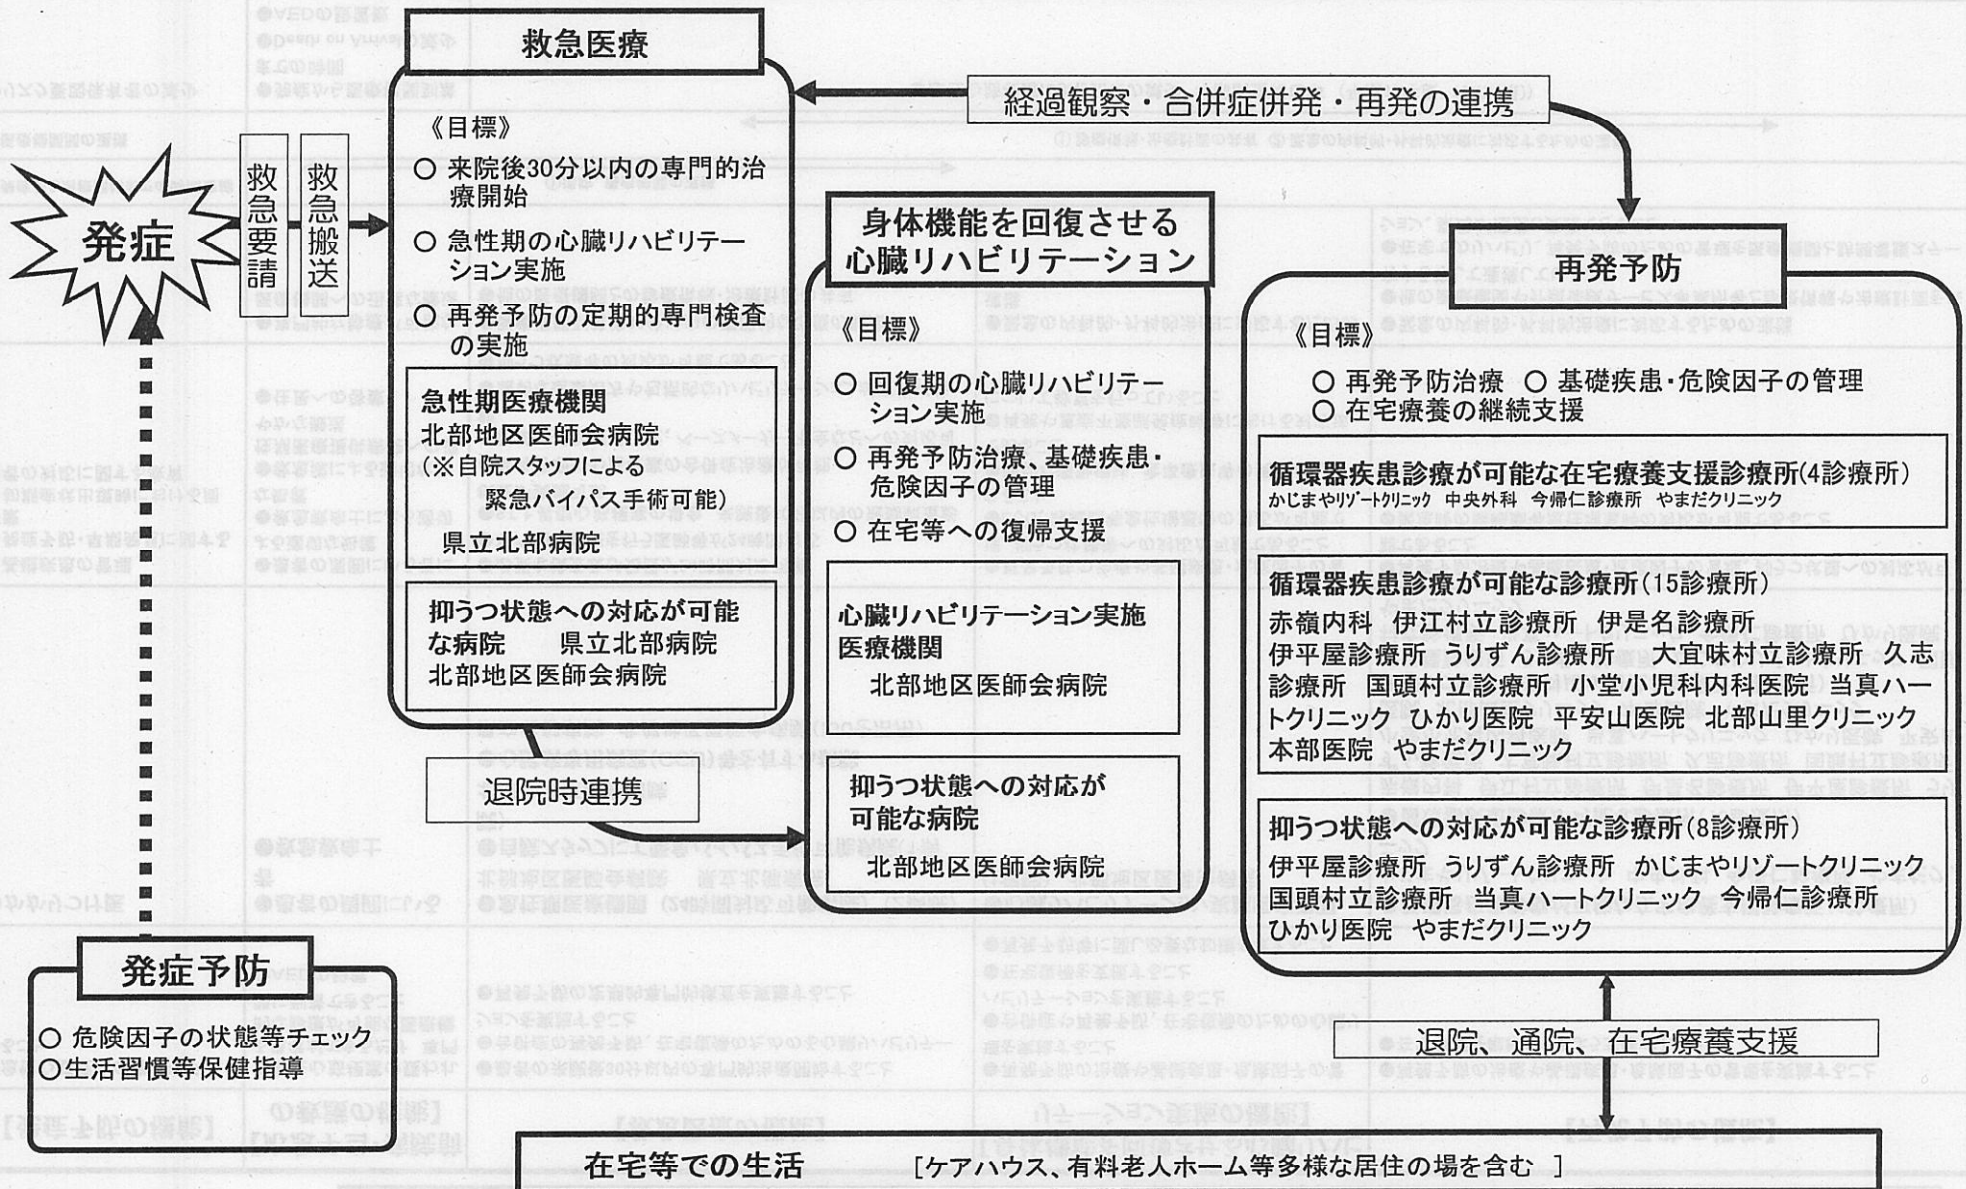 救急医療
《目標》
○ 来院後30分以内の専門的治
療開始
○ 急性期の心臓リハビリテー
ション実施
○ 再発予防の定期的専門検査
の実施
急性期医療機関
北部地区医師会病院
(※自院スタッフによる
緊急バイパス手術可能)
県立北部病院
抑うつ状態への対応が可能
な病院 県立北部病院
北部地区医師会病院
発症
救急要請
救急搬送
経過観察・合併症併発・再発の連携
身体機能を回復させる
心臓リハビリテーション
《目標》
○ 回復期の心臓リハビリテー
ション実施
○ 再発予防治療、基礎疾患・
危険因子の管理
○ 在宅等への復帰支援
心臓リハビリテーション実施
医療機関
北部地区医師会病院
抑うつ状態への対応が
可能な病院
北部地区医師会病院
退院時連携
再発予防
《目標》
○ 再発予防治療 ○ 基礎疾患・危険因子の管理
○ 在宅療養の継続支援
循環器疾患診療が可能な在宅療養支援診療所(4診療所)
かじまやリゾートクリニック 中央外科 今帰仁診療所 やまだクリニック
循環器疾患診療が可能な診療所(15診療所)
赤嶺内科 伊江村立診療所 伊是名診療所
伊平屋診療所 うりずん診療所 大宜味村立診療所 久志
診療所 国頭村立診療所 小堂小児科内科医院 当真ハー
トクリニック ひかり医院 平安山医院 北部山里クリニック
本部医院 やまだクリニック
抑うつ状態への対応が可能な診療所(8診療所)
伊平屋診療所 うりずん診療所 かじまやリゾートクリニック
国頭村立診療所 当真ハートクリニック 今帰仁診療所
ひかり医院 やまだクリニック
発症予防
○ 危険因子の状態等チェック
○生活習慣等保健指導
退院、通院、在宅療養支援
在宅等での生活 [ケアハウス、有料老人ホーム等多様な居住の場を含む ]